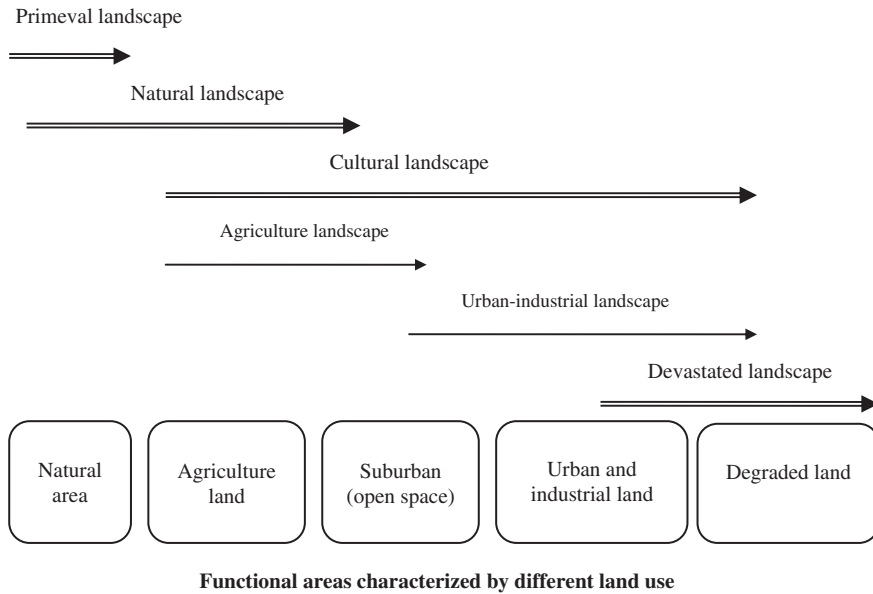 Primeval landscape
Natural landscape
Cultural landscape
Agriculture landscape
Urban-industrial landscape
Devastated landscape
Natural
area
Agriculture
land
Suburban
(open space)
Urban and
industrial land
Degraded land
Functional areas characterized by different land use